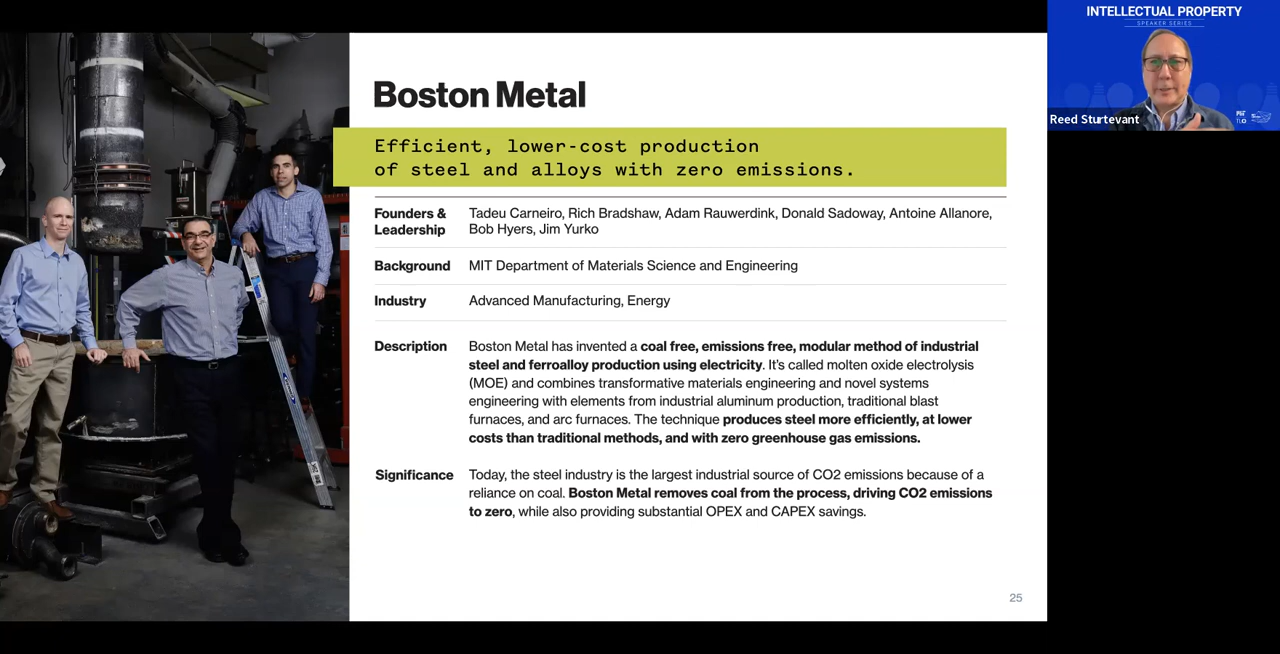 Boston Metal
Efficient, lower-cost production
of steel and alloys with zero emissions.
Founders &
Leadership
Tadeu Carneiro, Rich Bradshaw, Adam Rauwerdink, Donald Sadoway, Antoine Allanore,
Bob Hyers, Jim Yurko
Background
MIT Department of Materials Science and Engineering
Industry
Advanced Manufacturing, Energy
Description
Boston Metal has invented a coal free, emissions free, modular method of industrial
steel and ferroalloy production using electricity. It’s called molten oxide electrolysis
(MOE) and combines transformative materials engineering and novel systems
engineering with elements from industrial aluminum production, traditional blast
furnaces, and arc furnaces. The technique produces steel more efficiently, at lower
costs than traditional methods, and with zero greenhouse gas emissions.
Significance
Today, the steel industry is the largest industrial source of CO2 emissions because of a
reliance on coal. Boston Metal removes coal from the process, driving CO2 emissions
to zero, while also providing substantial OPEX and CAPEX savings.
25
INTELLECTUAL PROPERTY
SPEAKER SERIES
Reed Sturtevant